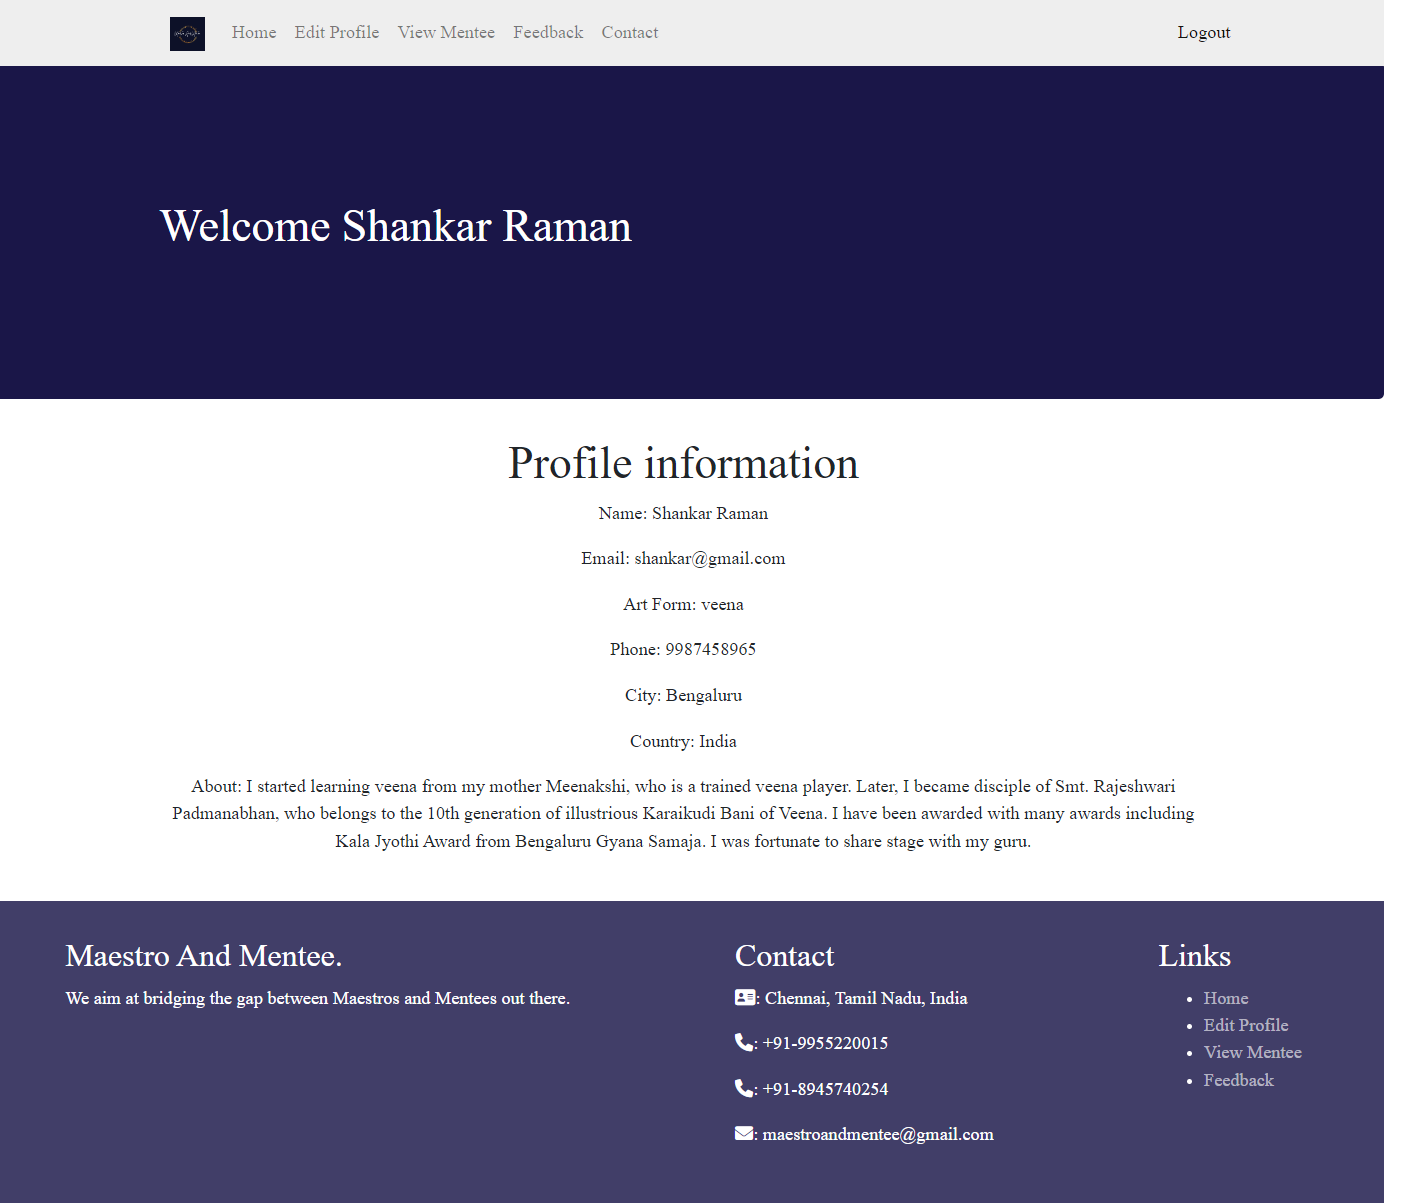 Home Edit Profile View Mentee Feedback Contact Logout
Welcome Shankar Raman
Profile information
Name: Shankar Raman
Email: shankar@gmail.com
Art Form: veena
Phone: 9987458965
City: Bengaluru
Country: India
About: I started learning veena from my mother Meenakshi, who is a trained veena player. Later, I became disciple of Smt. Rajeshwari
Padmanabhan, who belongs to the 10th generation of illustrious Karaikudi Bani of Veena. I have been awarded with many awards including
Kala Jyothi Award from Bengaluru Gyana Samaja. I was fortunate to share stage with my guru.
Maestro And Mentee.
We aim at bridging the gap between Maestros and Mentees out there.
Contact
: Chennai, Tamil Nadu, India
: +91-9955220015
: +91-8945740254
: maestroandmentee@gmail.com
Links
Home
Edit Profile
View Mentee
Feedback